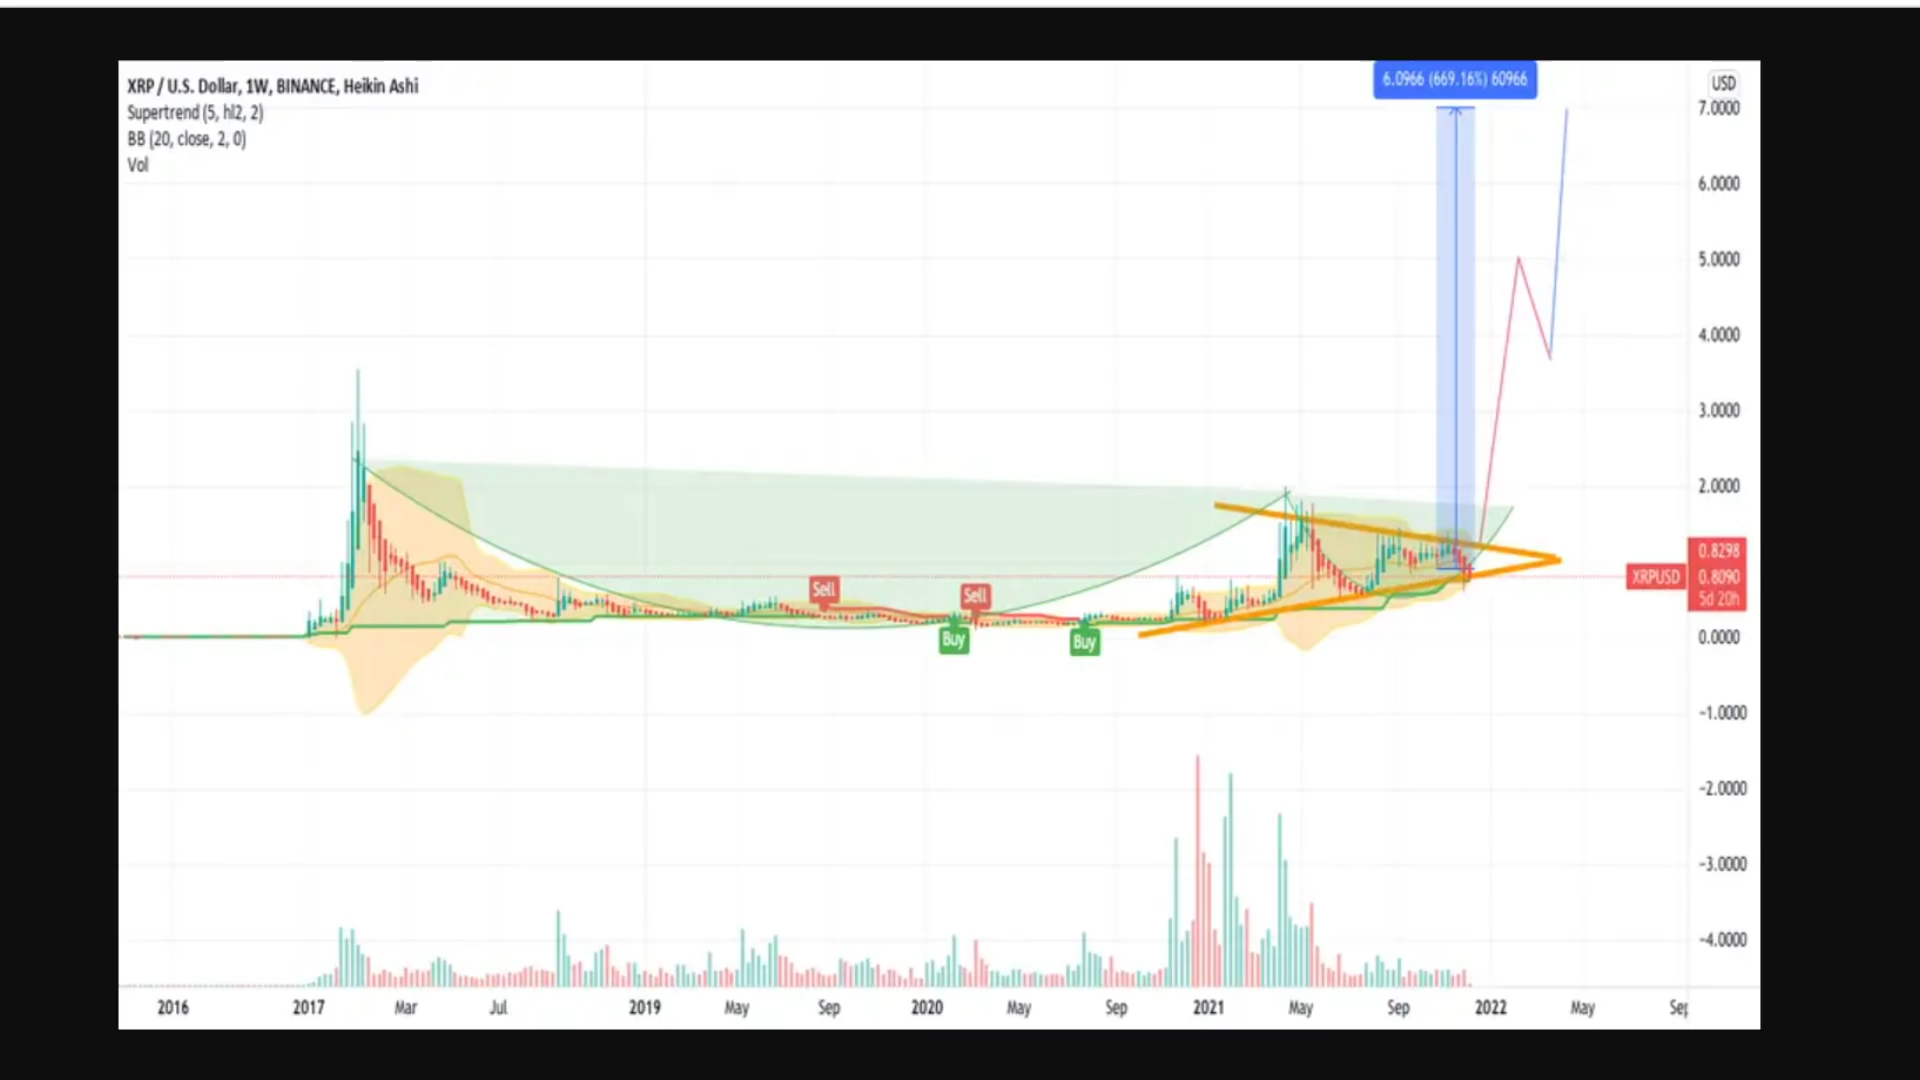 XRP / U.S. Dollar, 1W, BINANCE, Heikin Ashi
Supertrend (5, hl2, 2)
BB (20, close, 2, 0)
Vol
6.0966 (669.16%) 60966
USD
7.0000
6.0000
5.0000
4.0000
3.0000
2.0000
0.8298
XRPUSD
0.8090
5d 20h
0.0000
-1.0000
-2.0000
-3.0000
-4.0000
Sell
Sell
Buy
Buy
2016 2017 Mar Jul 2019 May Sep 2020 May Sep 2021 May Sep 2022 May